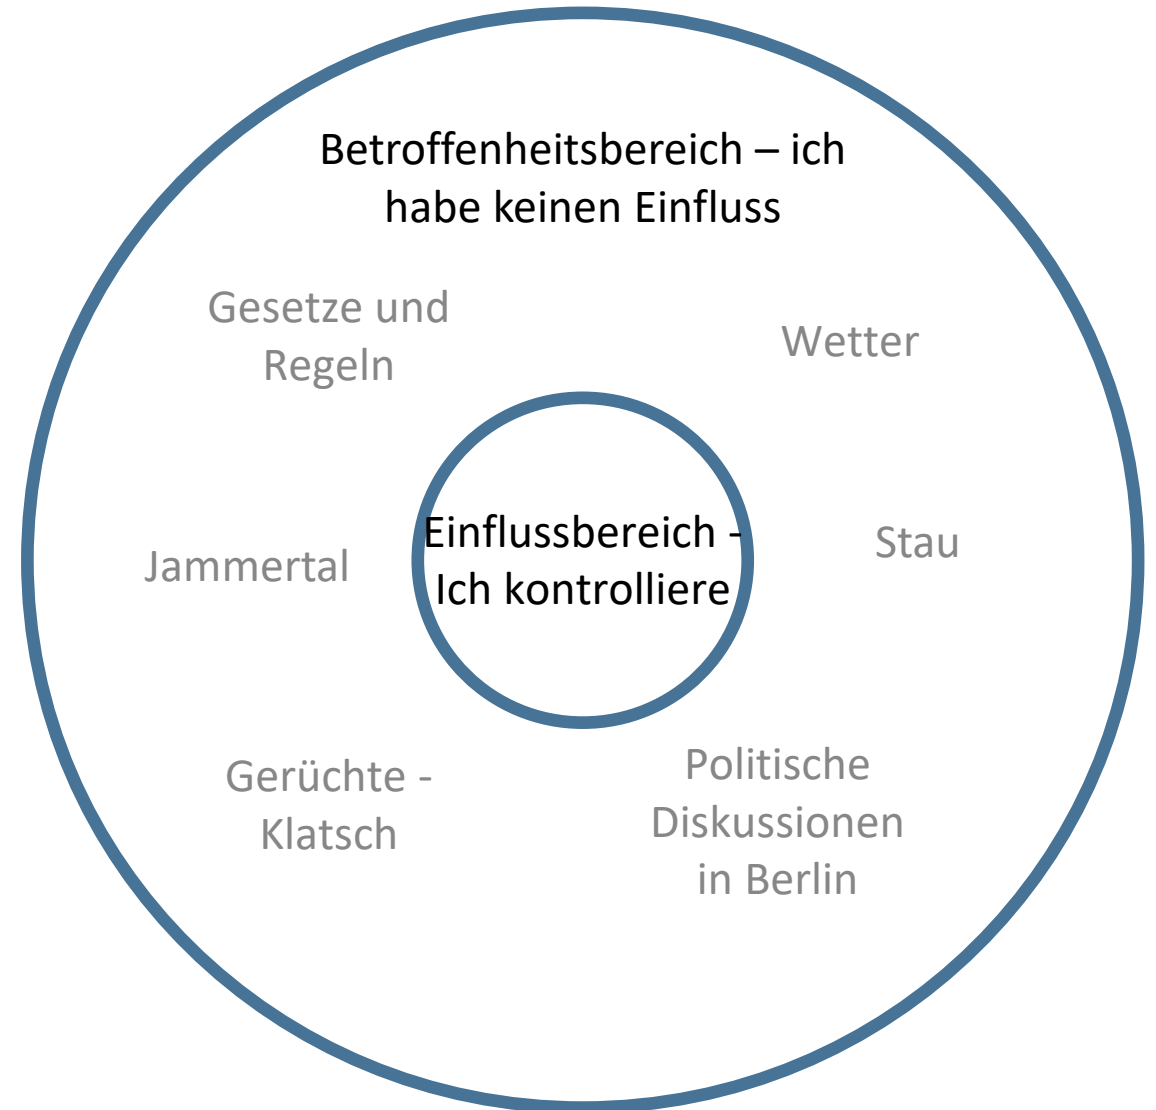 Betroffenheitsbereich – ich
habe keinen Einfluss
Gesetze und
Regeln
Wetter
Jammertal
Einflussbereich -
Ich kontrolliere
Stau
Gerüchte -
Klatsch
Politische
Diskussionen
in Berlin